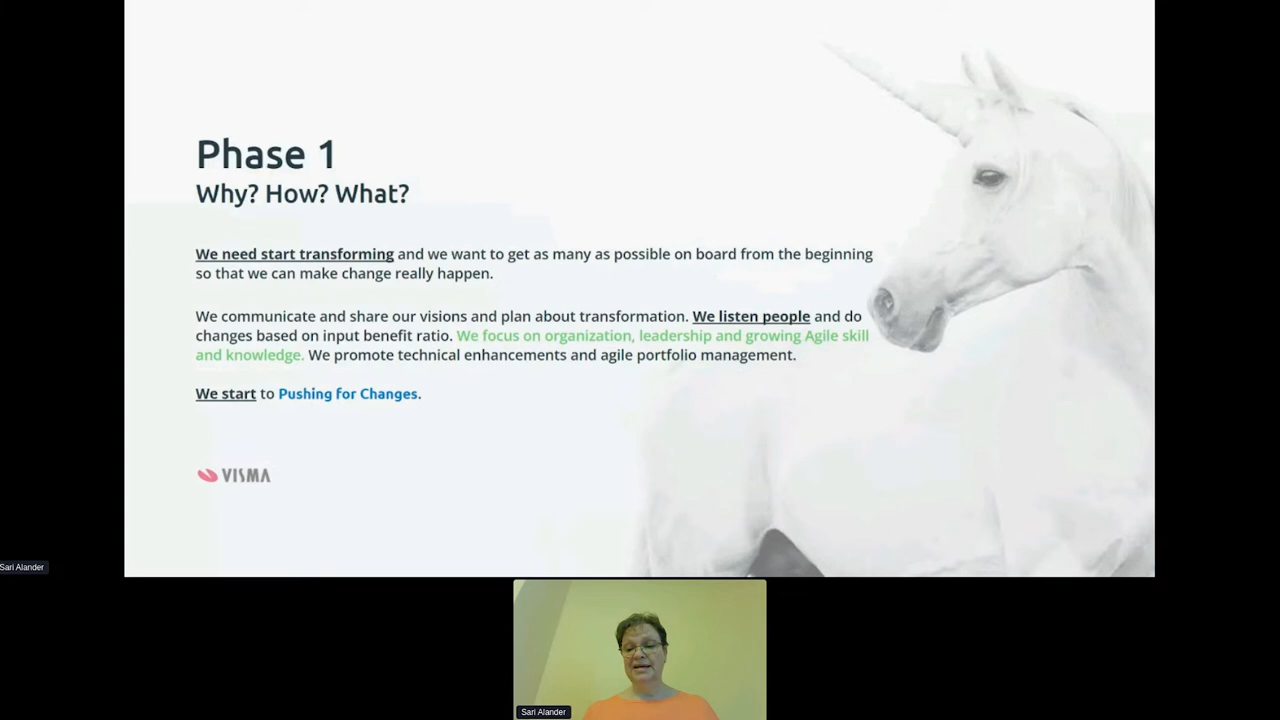 Phase 1
Why? How? What?
We need start transforming and we want to get as many as possible on board from the beginning
so that we can make change really happen.
We communicate and share our visions and plan about transformation. We listen people and do
changes based on input benefit ratio. We focus on organization, leadership and growing Agile skill
and knowledge. We promote technical enhancements and agile portfolio management.
We start to Pushing for Changes.
VISMA
Sari Alander
Sari Alander